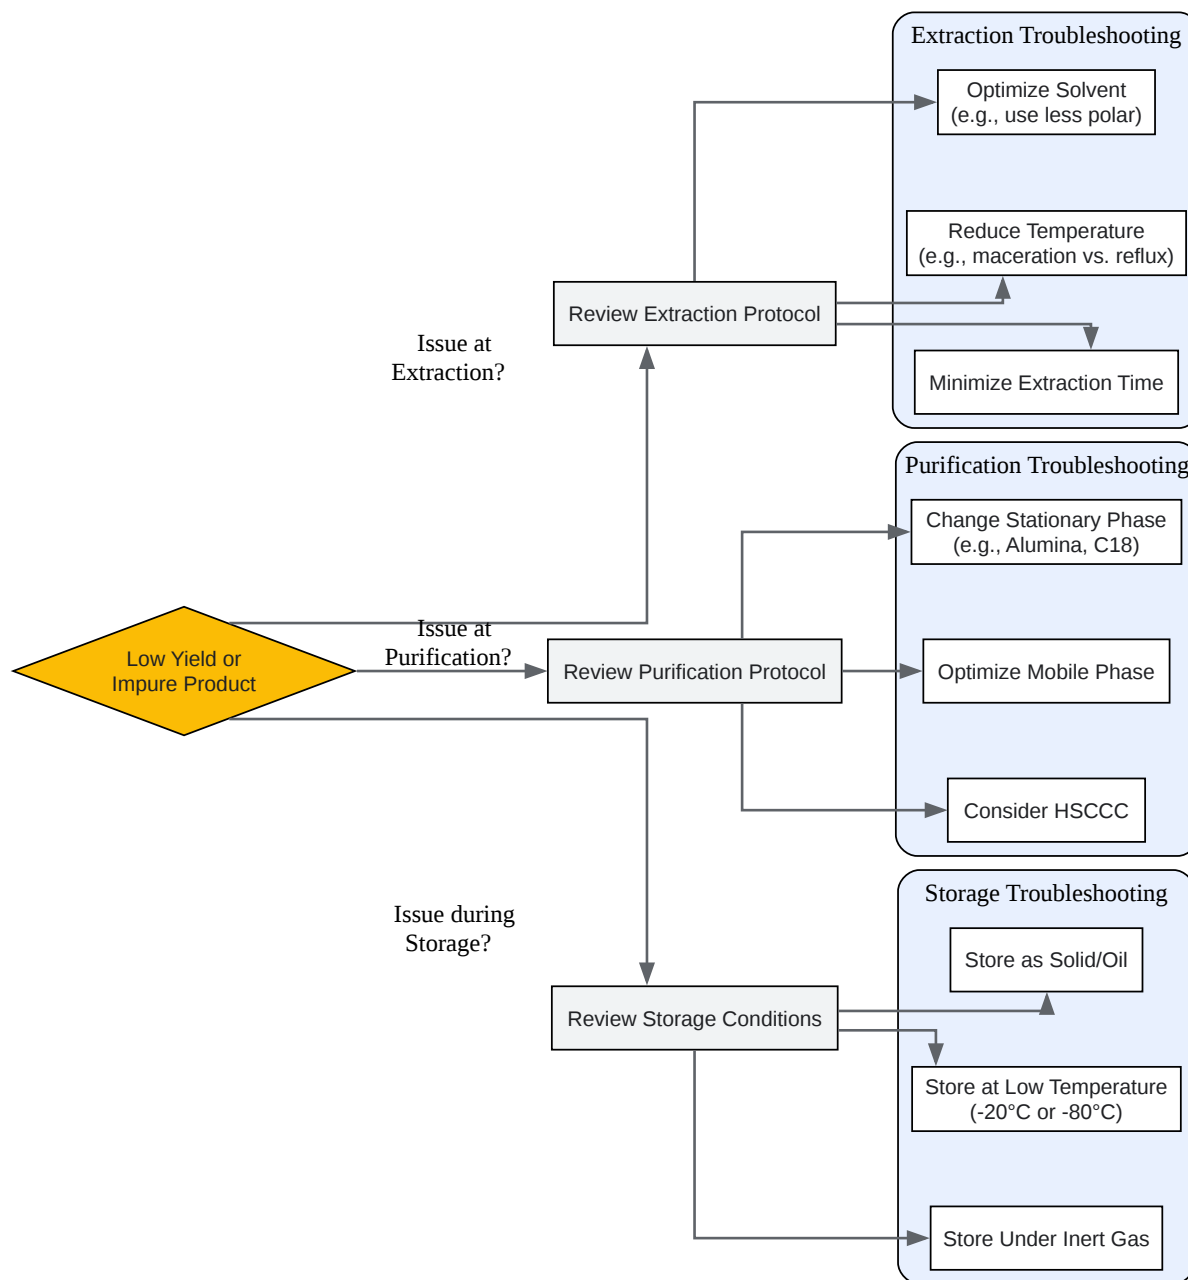 Extraction Troubleshooting
Optimize Solvent
(e.g., use less polar)
Reduce Temperature
(e.g., maceration vs. reflux)
Review Extraction Protocol
Issue at
Extraction?
Minimize Extraction Time
Purification Troubleshooting
Change Stationary Phase
(e.g., Alumina, C18)
Issue at
Purification?
Low Yield or
Impure Product
Review Purification Protocol
Optimize Mobile Phase
Consider HSCCC
Storage Troubleshooting
Issue during
Storage?
Store as Solid/Oil
Review Storage Conditions
Store at Low Temperature
(-20°C or -80°C)
Store Under Inert Gas